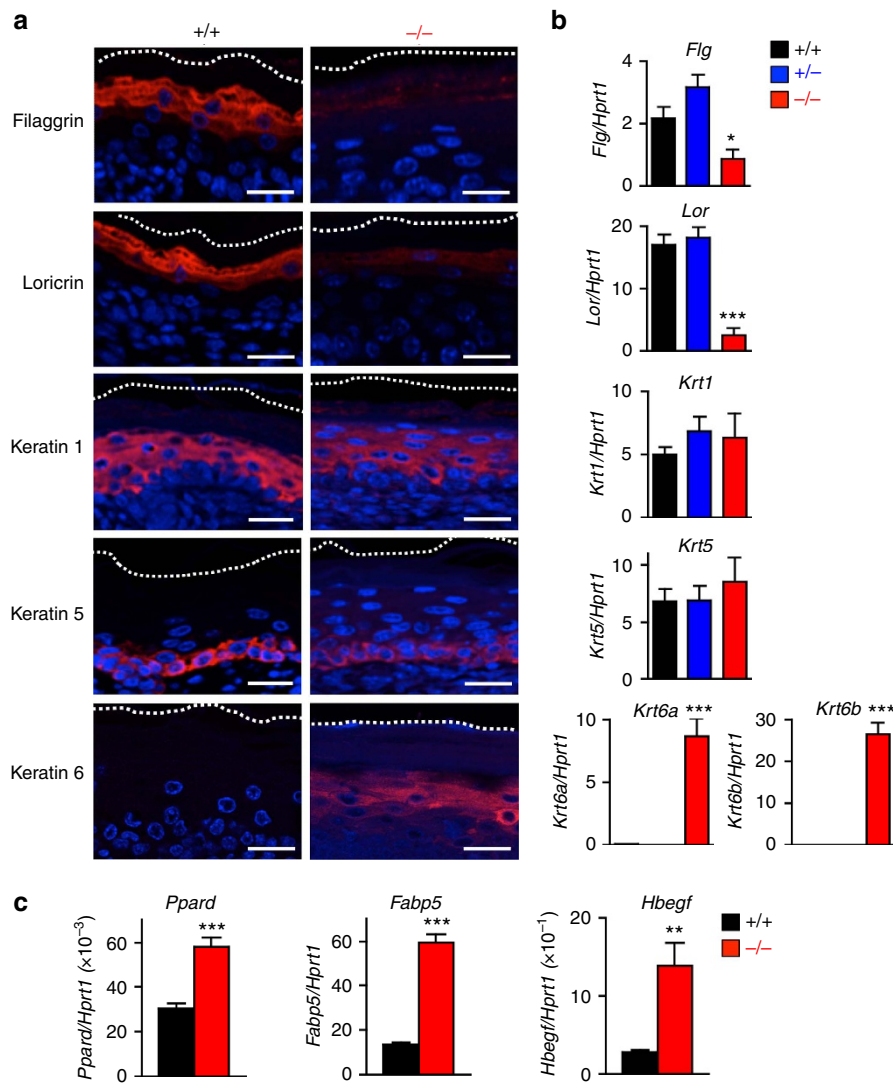 a
+/+
–/–
Filaggrin
Loricrin
Keratin 1
Keratin 5
Keratin 6
b
Flg
+/+
+/–
–/–
Flg/Hprt1
4
2
0
*
Lor
Lor/Hprt1
20
10
0
***
Krt1
Krt1/Hprt1
10
5
0
Krt5
Krt5/Hprt1
10
5
0
Krt6a
Krt6a/Hprt1
10
5
0
***
Krt6b
Krt6b/Hprt1
30
20
10
0
***
c
Ppard
Ppard/Hprt1 (×10⁻³)
60
30
0
***
Fabp5
Fabp5/Hprt1
60
40
20
0
***
Hbegf
Hbegf/Hprt1 (×10⁻¹)
20
10
0
**
+/+
–/–